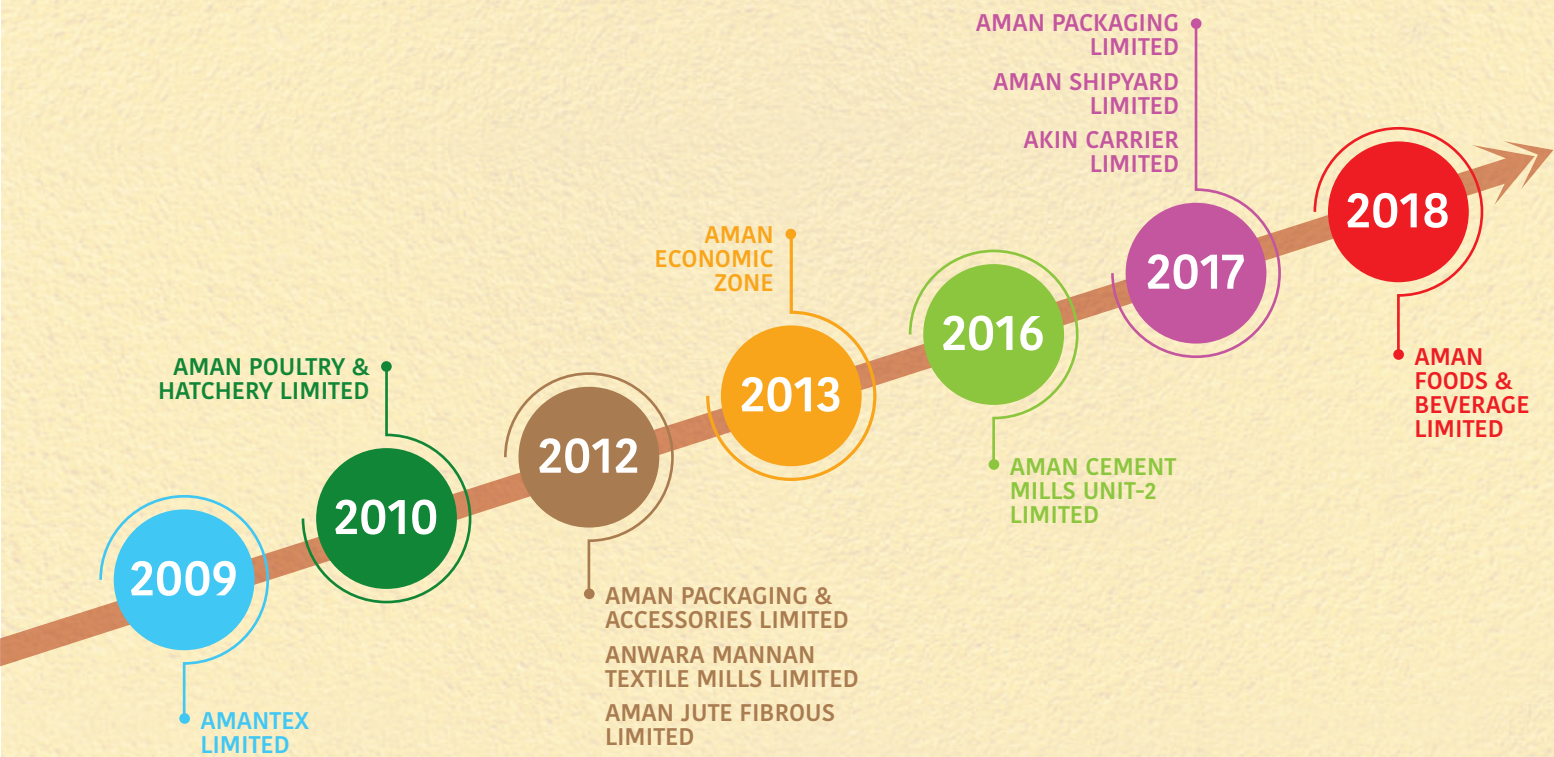 2009
AMANTEX
LIMITED
2010
AMAN POULTRY &
HATCHERY LIMITED
2012
AMAN PACKAGING &
ACCESSORIES LIMITED
ANWARA MANNAN
TEXTILE MILLS LIMITED
AMAN JUTE FIBROUS
LIMITED
2013
AMAN
ECONOMIC
ZONE
2016
AMAN CEMENT
MILLS UNIT-2
LIMITED
2017
AMAN PACKAGING
LIMITED
AMAN SHIPYARD
LIMITED
AKIN CARRIER
LIMITED
2018
AMAN
FOODS &
BEVERAGE
LIMITED